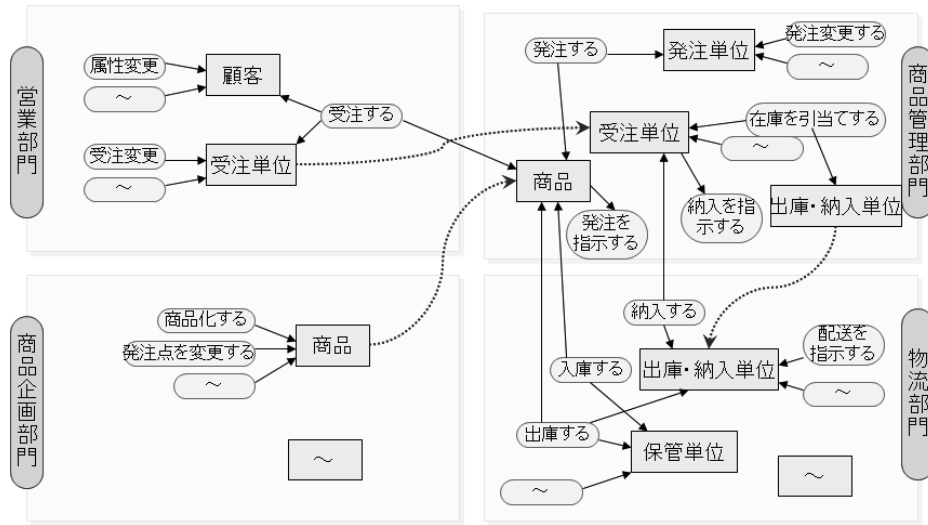 営業部門
属性変更
～
顧客
受注する
受注変更
～
受注単位
商品管理部門
発注する
発注単位
発注変更する
～
受注単位
在庫を引当てする
～
商品
発注を
指示する
納入を指
示する
出庫・納入単位
商品企画部門
商品化する
発注点を変更する
～
商品
～
物流部門
納入する
配送を
指示する
入庫する
出庫・納入単位
～
出庫する
保管単位
～
～